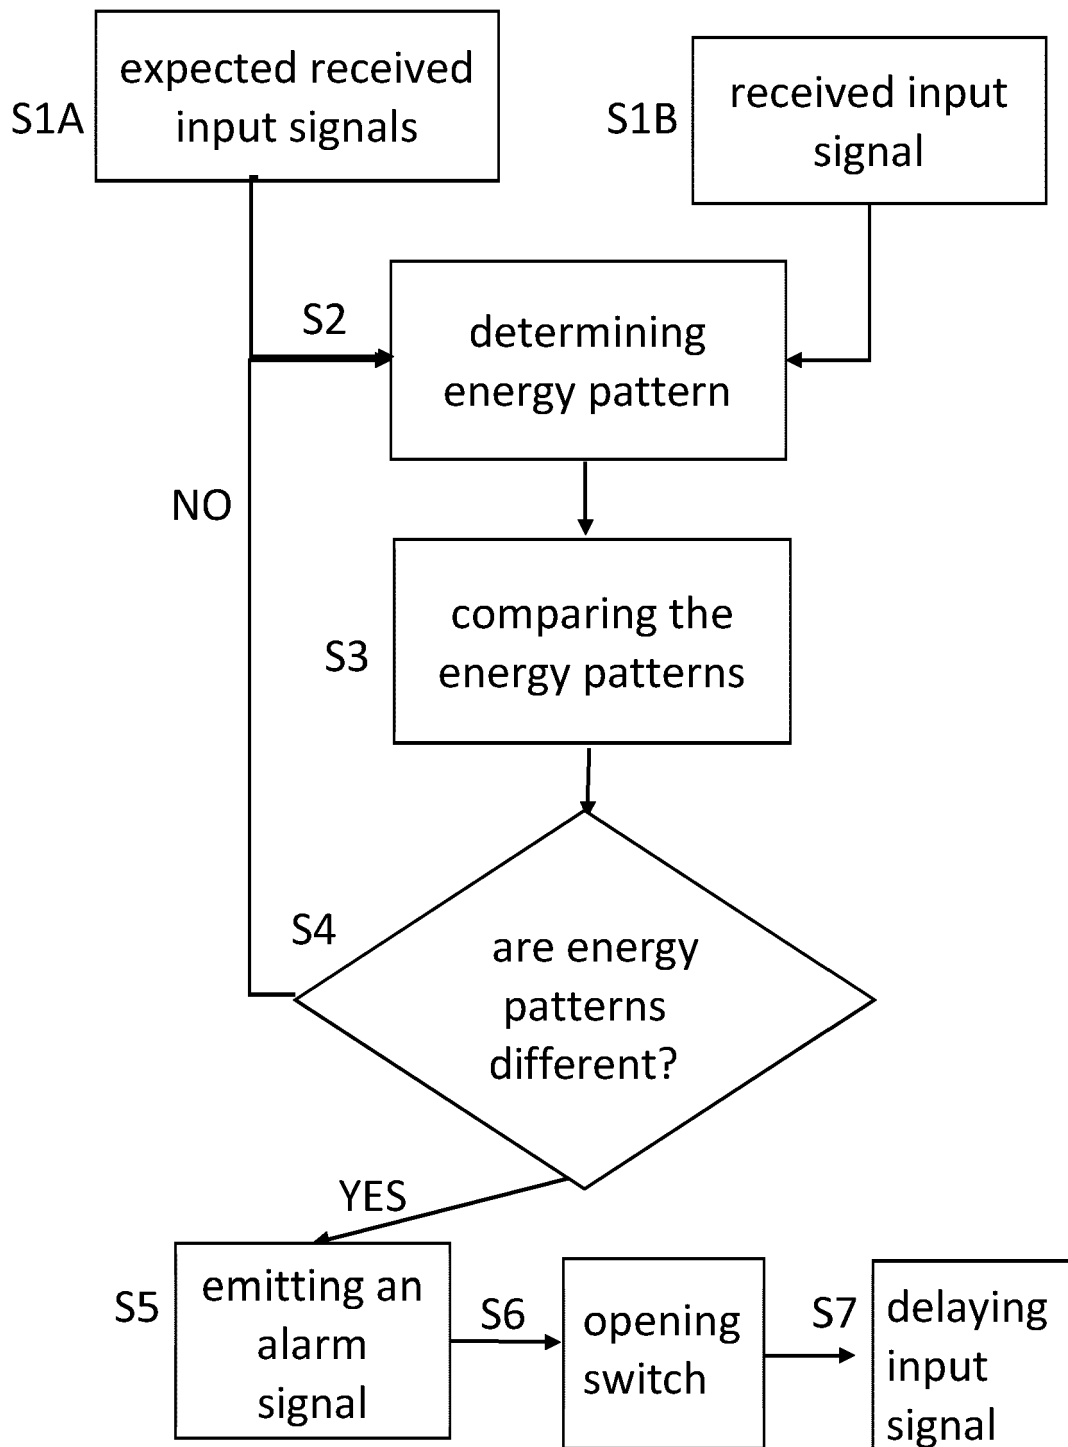 expected received
input signals
S1A
received input
signal
S1B
S2
determining
energy pattern
NO
comparing the
energy patterns
S3
S4
are energy
patterns
different?
YES
S5
emitting an
alarm
signal
S6
opening
switch
S7
delaying
input
signal